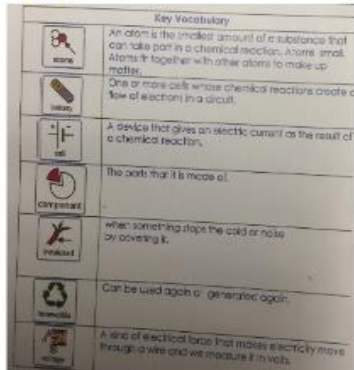 Key Vocabulary
atoms
An atom is the smallest amount of a substance that
can take part in a chemical reaction. Atoms small.
Atoms fit together with other atoms to make up
matter.
battery
One or more cells whose chemical reactions create a
flow of electrons in a circuit.
cell
A device that gives an electric current as the result of
a chemical reaction.
component
The parts that it is made of.
insulated
when something stops the cold or noise
by covering it.
renewable
Can be used again or generated again.
voltage
A kind of electrical force that makes electricity move
through a wire and we measure it in volts.